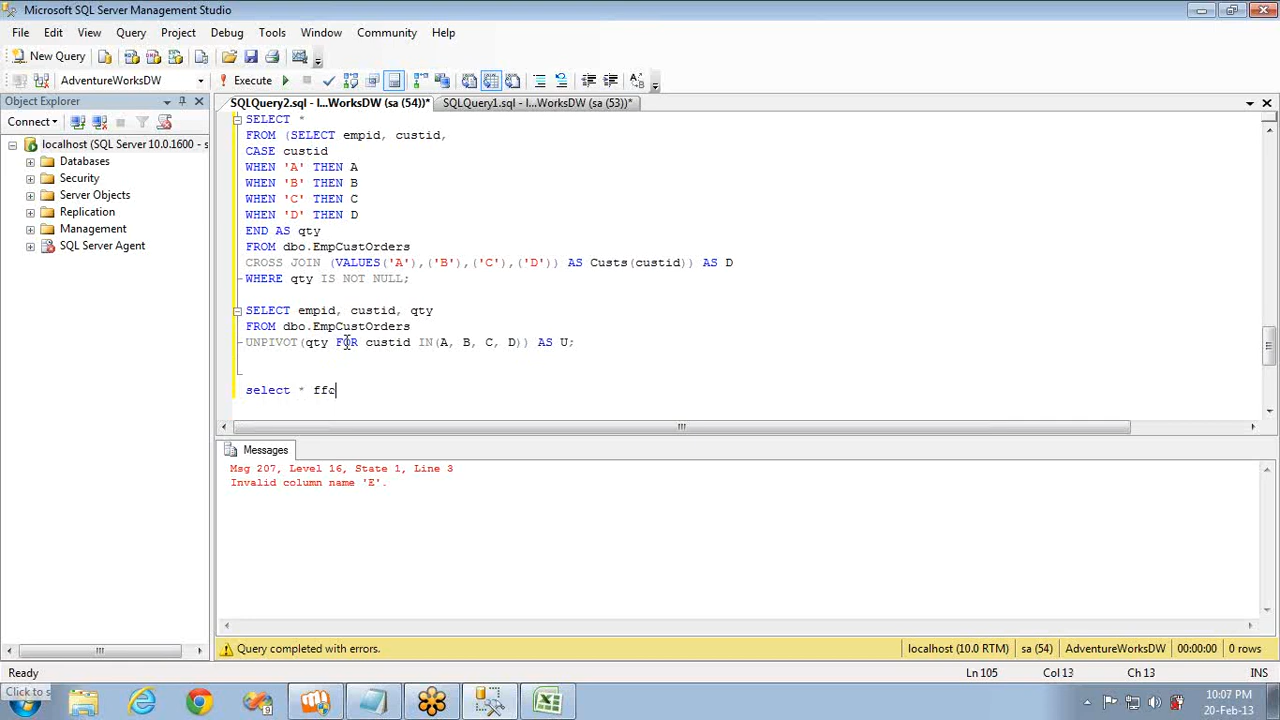 Microsoft SQL Server Management Studio
File Edit View Query Project Debug Tools Window Community Help
New Query
AdventureWorksDW Execute
Object Explorer
SQLQuery2.sql - l...WorksDW (sa (54))* SQLQuery1.sql - l...WorksDW (sa (53))*
Connect
localhost (SQL Server 10.0.1600 - s
Databases
Security
Server Objects
Replication
Management
SQL Server Agent
SELECT *
FROM (SELECT empid, custid,
CASE custid
WHEN 'A' THEN A
WHEN 'B' THEN B
WHEN 'C' THEN C
WHEN 'D' THEN D
END AS qty
FROM dbo.EmpCustOrders
CROSS JOIN (VALUES('A'),('B'),('C'),('D')) AS Custs(custid)) AS D
WHERE qty IS NOT NULL;
SELECT empid, custid, qty
FROM dbo.EmpCustOrders
UNPIVOT(qty FOR custid IN(A, B, C, D)) AS U;
select * ffc
Messages
Msg 207, Level 16, State 1, Line 3
Invalid column name 'E'.
Query completed with errors. localhost (10.0 RTM) sa (54) AdventureWorksDW 00:00:00 0 rows
Ready Ln 105 Col 13 Ch 13 INS
Click to s
10:07 PM
20-Feb-13